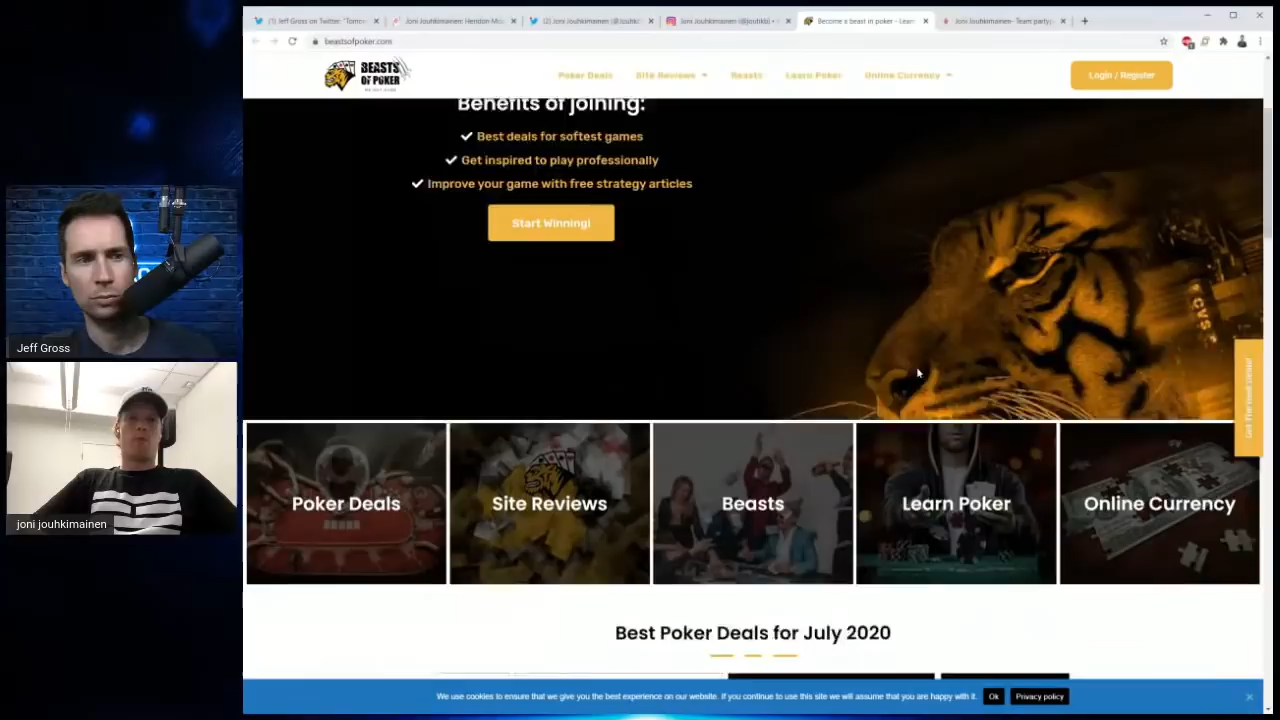 (1) Jeff Gross on Twitter: "Tomor
Joni Jouhkimainen: Hendon Mo
(2) Joni Jouhkimainen (@Jouhki
Joni Jouhkimainen (@jouhkio) •
Become a beast in poker - Lear
Joni Jouhkimainen- Team partyp
beastsofpoker.com
BEASTS
OF POKER
Poker Deals
Site Reviews
Beasts
Learn Poker
Online Currency
Login / Register
Benefits of joining:
Best deals for softest games
Get inspired to play professionally
Improve your game with free strategy articles
Start Winning!
Jeff Gross
joni jouhkimainen
Poker Deals
Site Reviews
Beasts
Learn Poker
Online Currency
Best Poker Deals for July 2020
We use cookies to ensure that we give you the best experience on our website. If you continue to use this site we will assume that you are happy with it.
Ok
Privacy policy